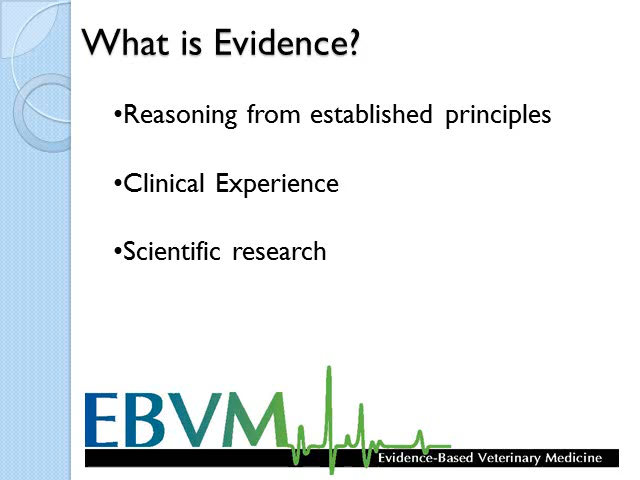 What is Evidence?
•Reasoning from established principles
•Clinical Experience
•Scientific research
EBVM
Evidence-Based Veterinary Medicine